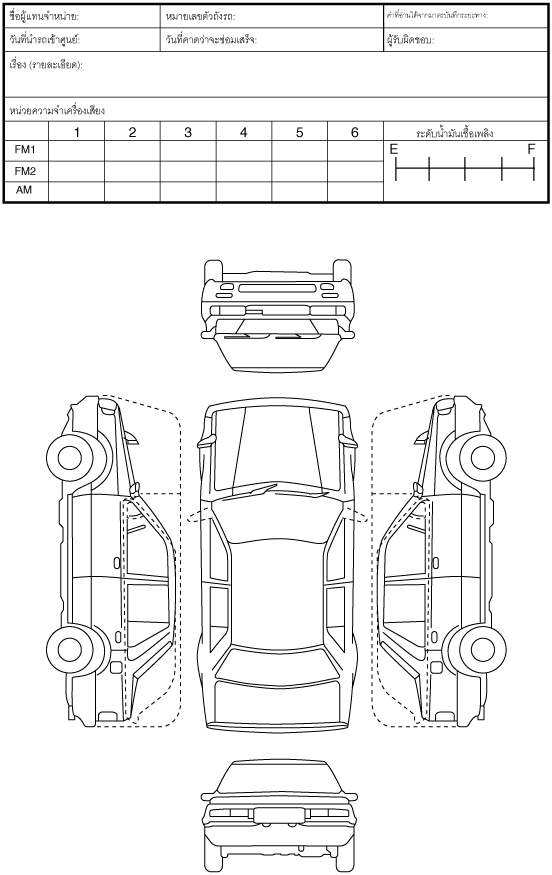 ชื่อผู้แทนจำหน่าย: หมายเลขตัวถังรถ: ค่าที่อ่านได้จากมาตรบันทึกระยะทาง:
วันที่นำรถเข้าศูนย์: วันที่คาดว่าจะซ่อมเสร็จ: ผู้รับผิดชอบ:
เรื่อง (รายละเอียด):
หน่วยความจำเครื่องเสียง
1 2 3 4 5 6 ระดับน้ำมันเชื้อเพลิง
FM1 E F
FM2
AM